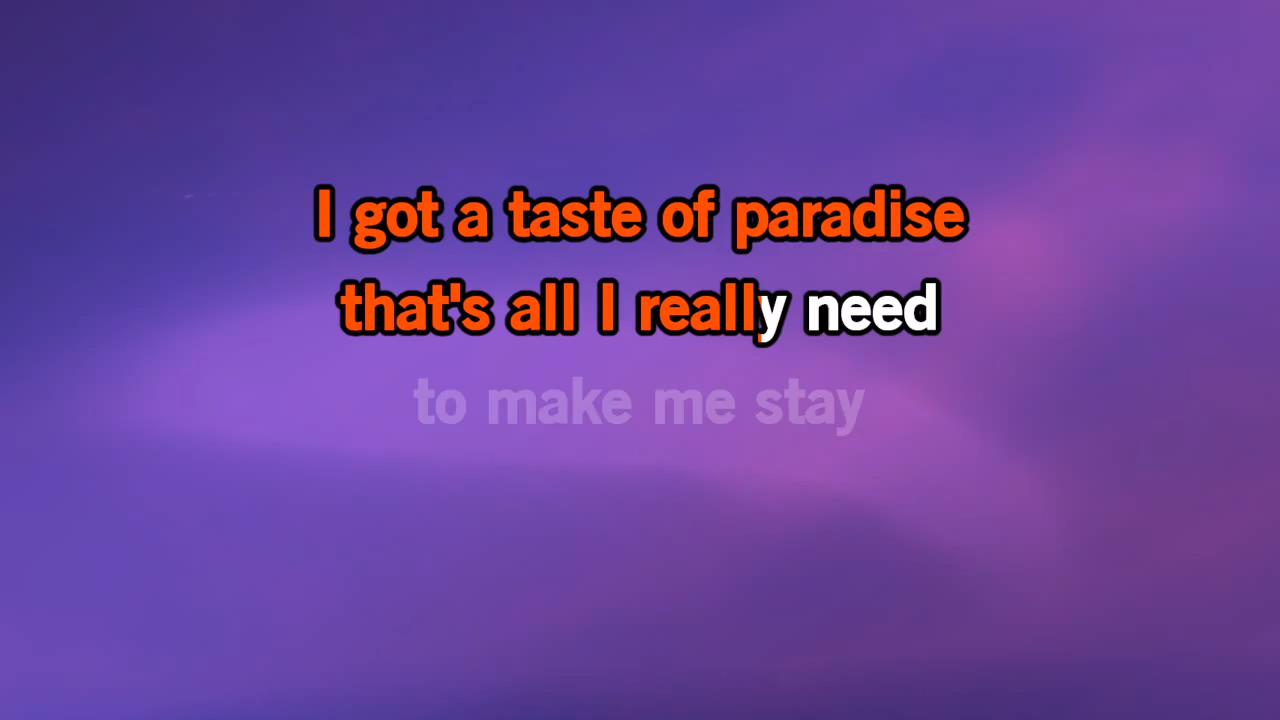 I got a taste of paradise
that's all I really need
to make me stay